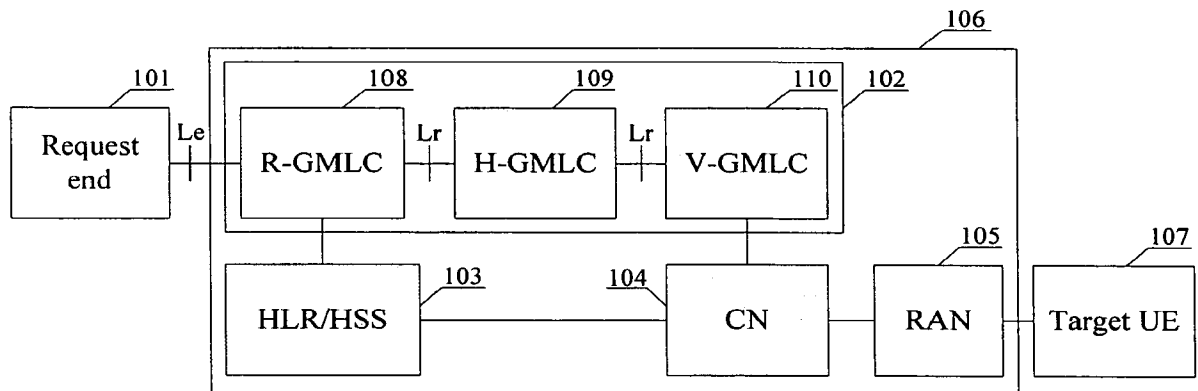 106
101
108
109
110
102
Request
end
Le
R-GMLC
Lr
H-GMLC
Lr
V-GMLC
HLR/HSS
103
104
CN
105
RAN
107
Target UE